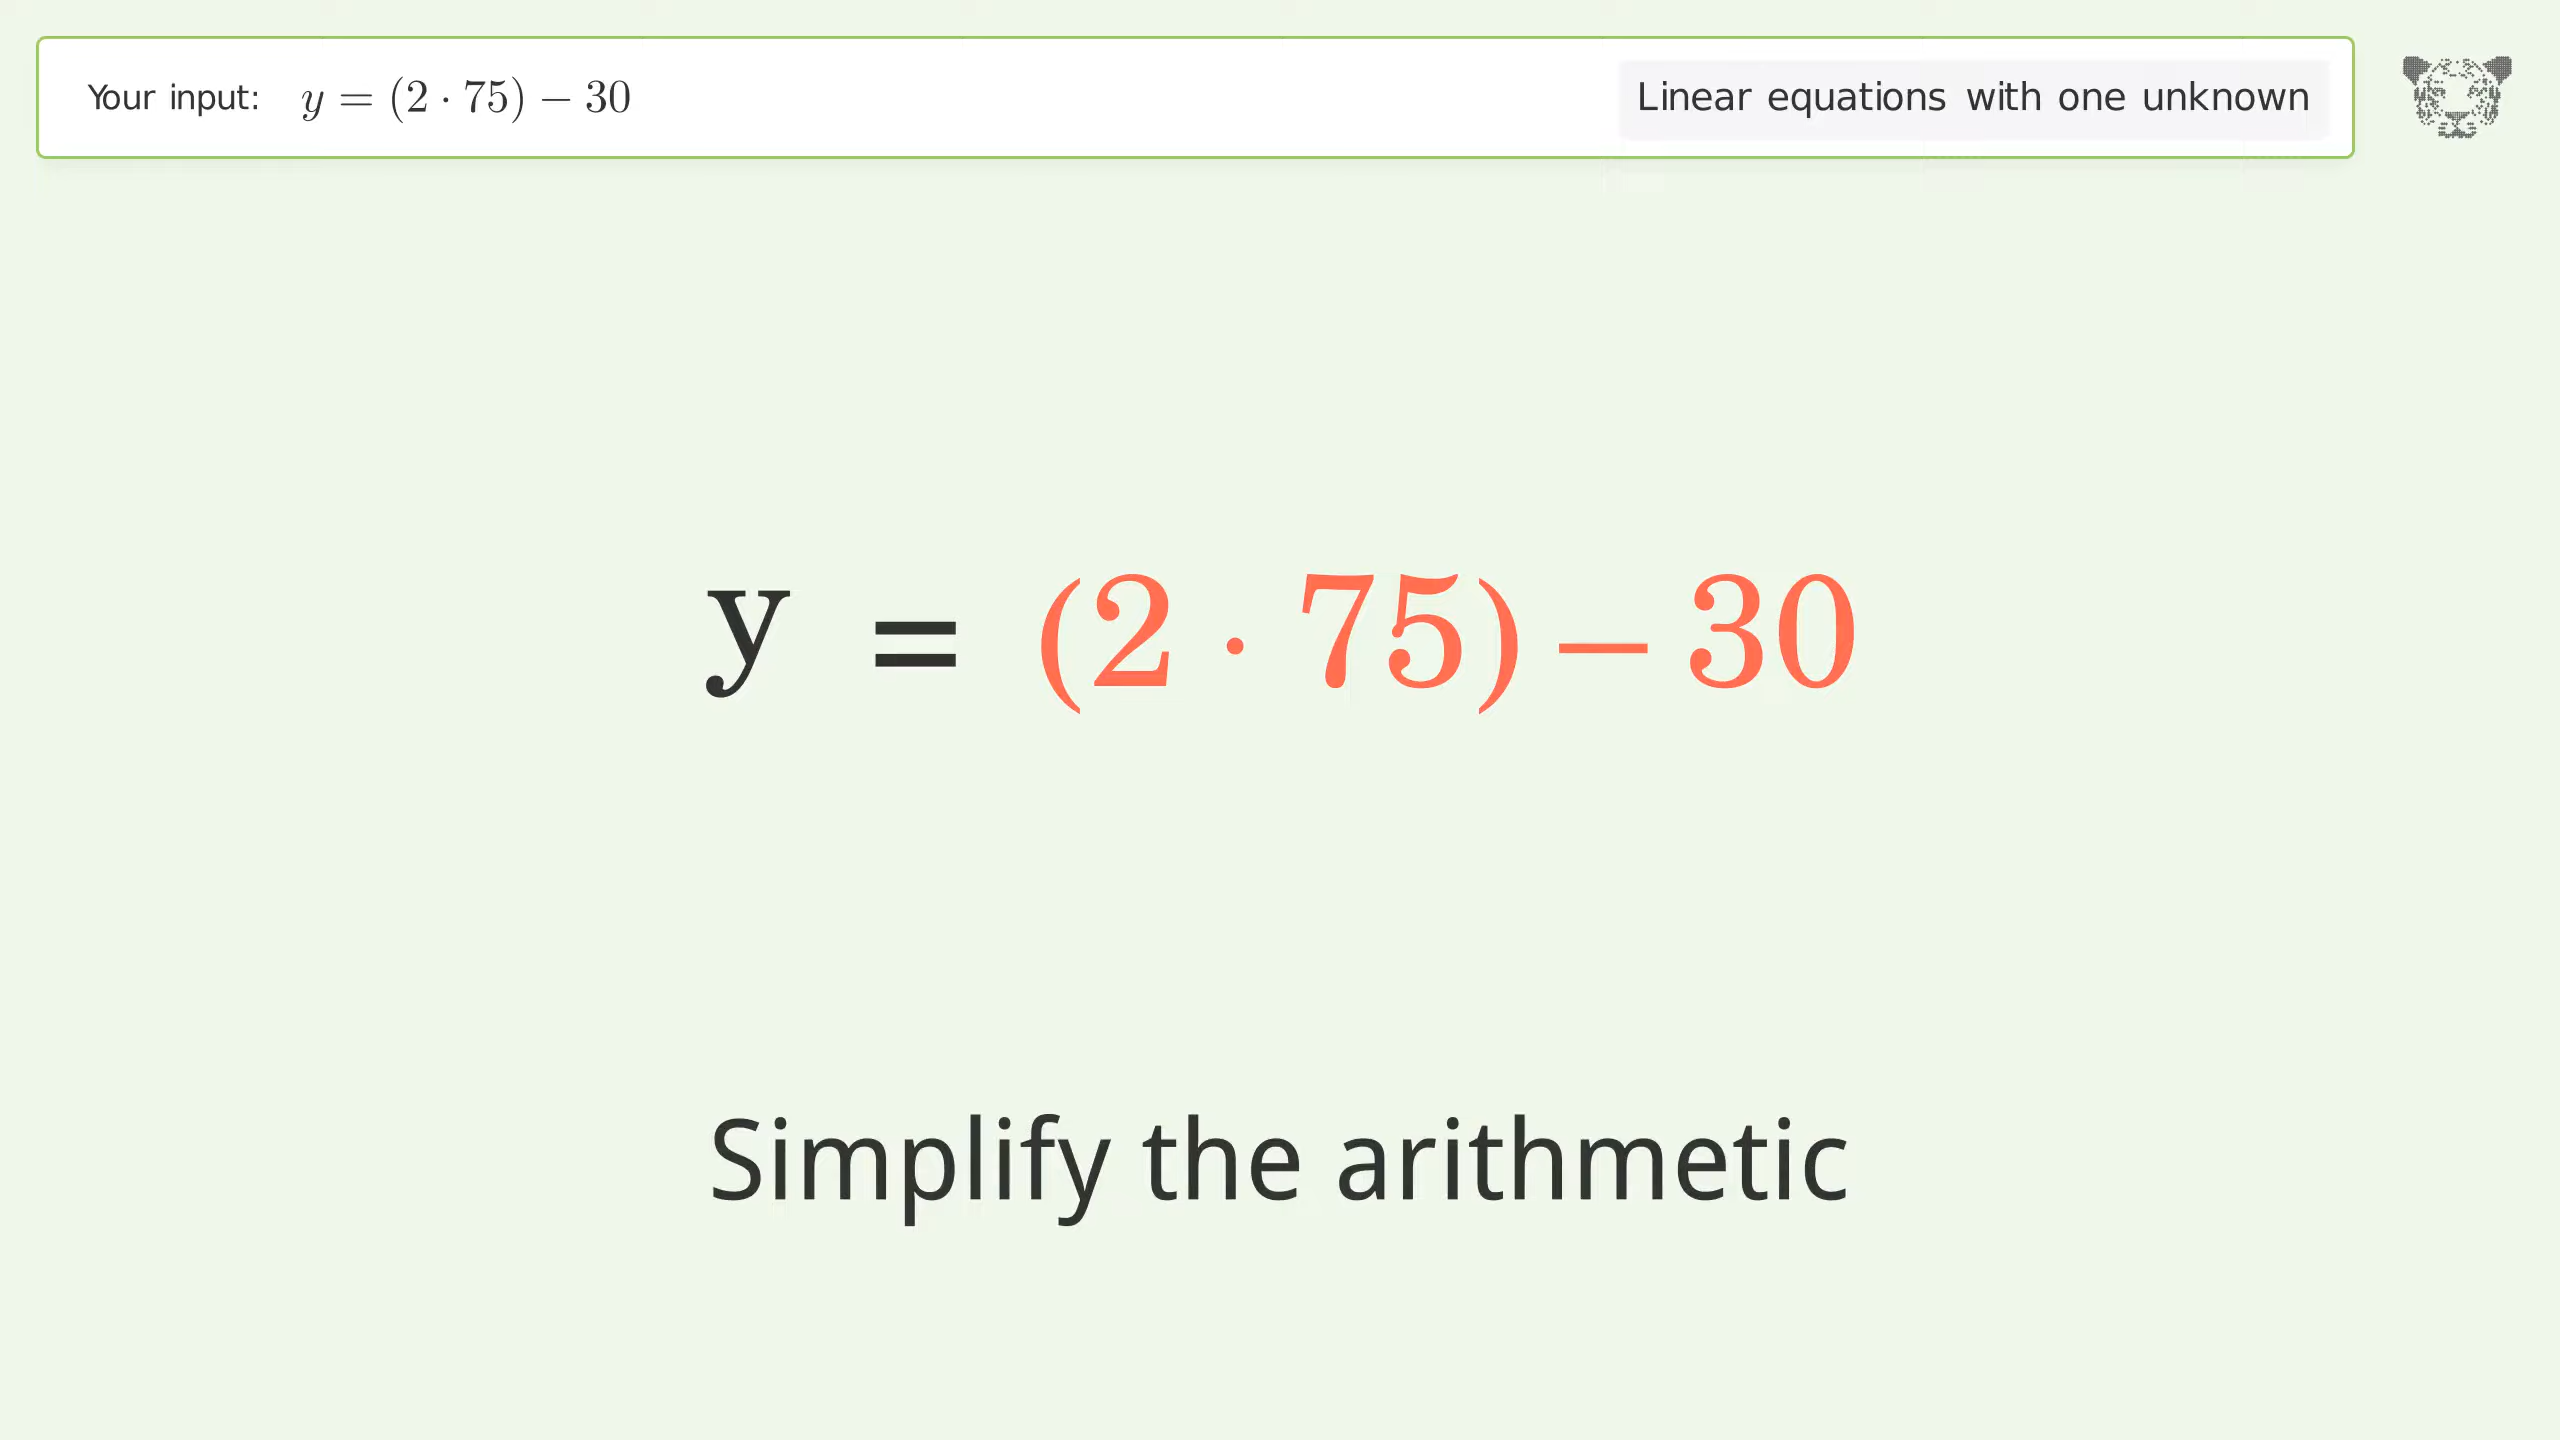 Your input: y = (2 · 75) − 30
Linear equations with one unknown
y = (2 · 75) − 30
Simplify the arithmetic